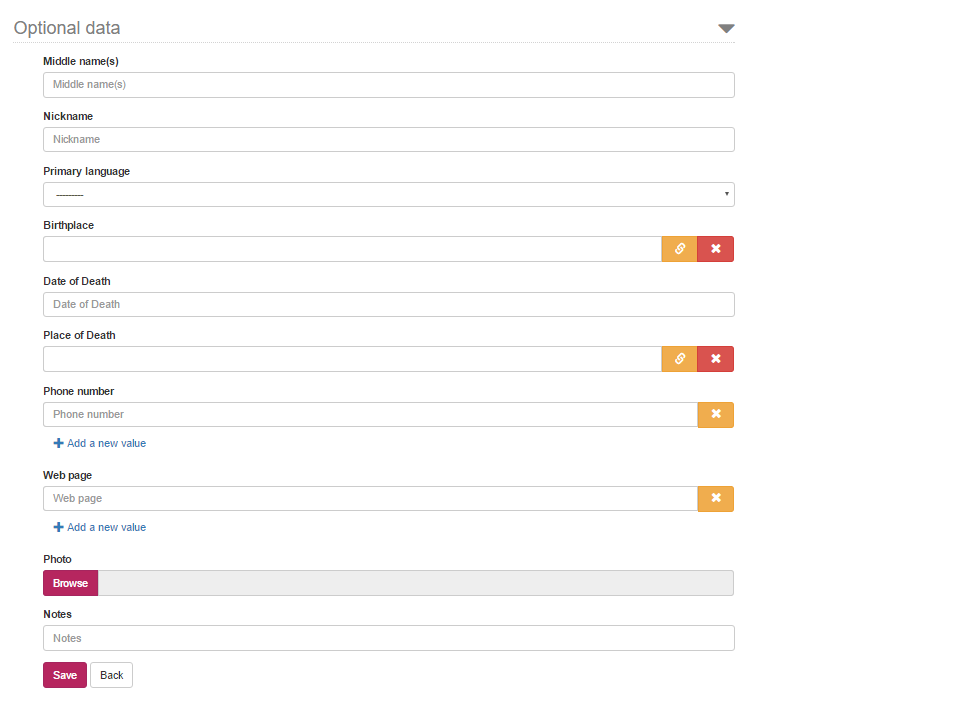 Optional data
Middle name(s)
Middle name(s)
Nickname
Nickname
Primary language
---------
Birthplace
Date of Death
Date of Death
Place of Death
Phone number
Phone number
Add a new value
Web page
Web page
Add a new value
Photo
Browse
Notes
Notes
Save Back